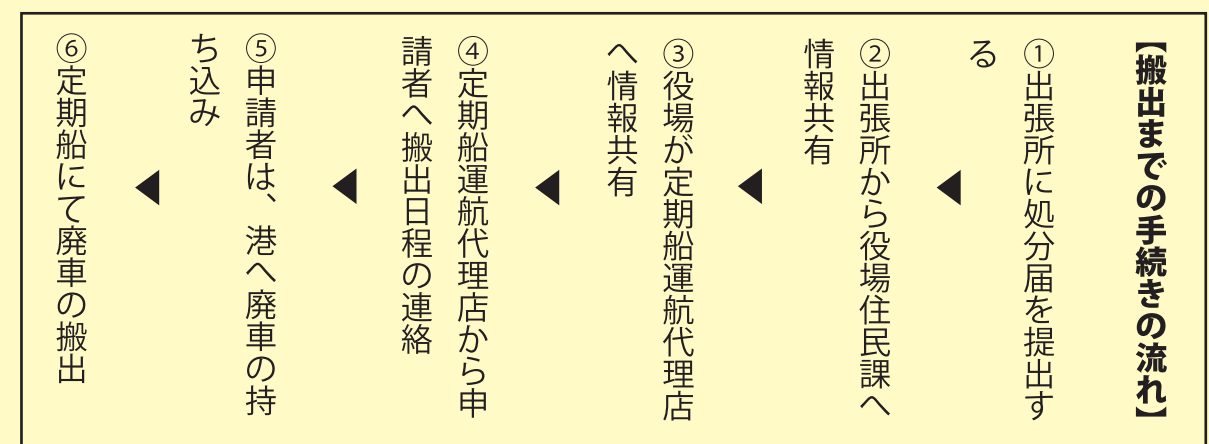 【搬出までの手続きの流れ】
①出張所に処分届を提出す
る
②出張所から役場住民課へ
情報共有
③役場が定期船運航代理店
へ情報共有
④定期船運航代理店から申
請者へ搬出日程の連絡
⑤申請者は、港へ廃車の持
ち込み
⑥定期船にて廃車の搬出